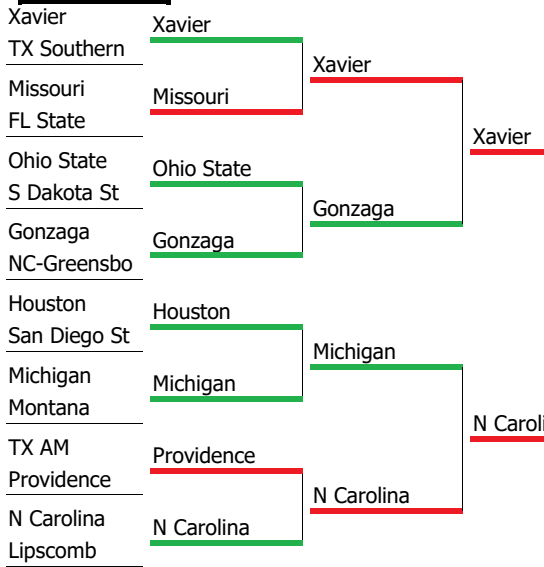 Xavier
TX Southern
Missouri
FL State
Ohio State
S Dakota St
Gonzaga
NC-Greensbo
Houston
San Diego St
Michigan
Montana
TX AM
Providence
N Carolina
Lipscomb
Xavier
Missouri
Ohio State
Gonzaga
Houston
Michigan
Providence
N Carolina
Xavier
Gonzaga
Michigan
N Carolina
Xavier
N Caroli